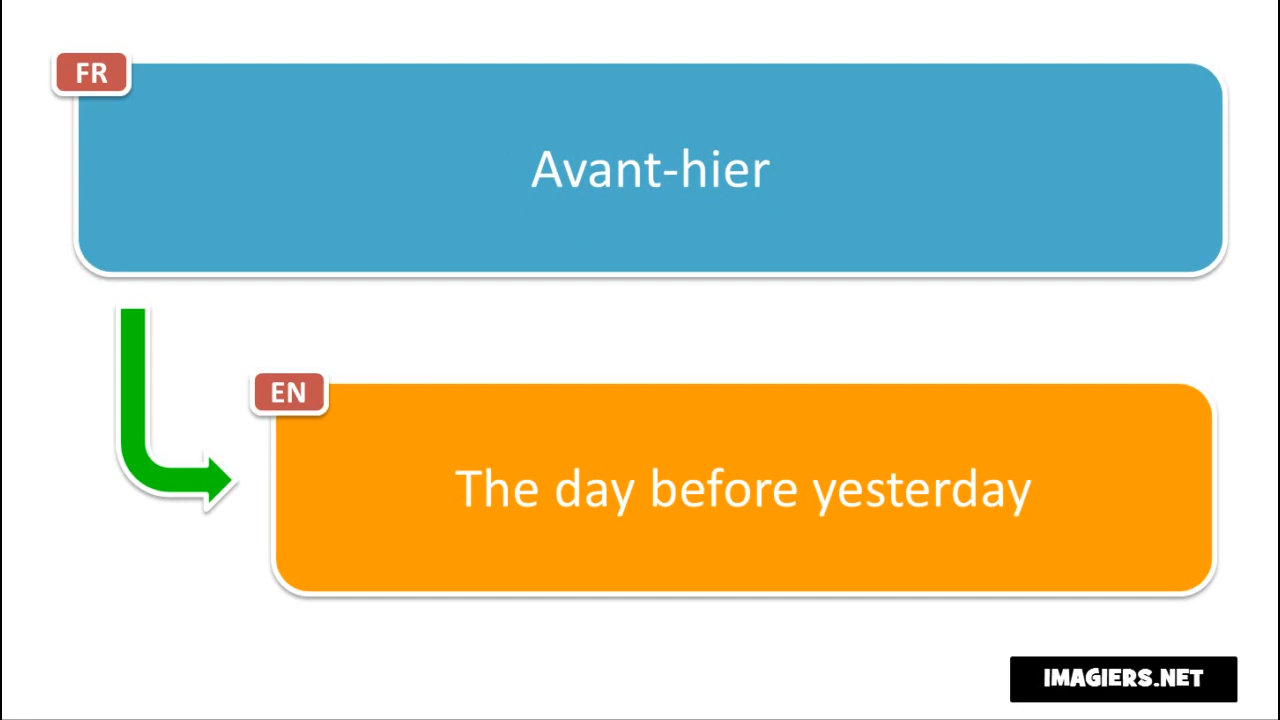 FR
Avant-hier
EN
The day before yesterday
IMAGIERS.NET